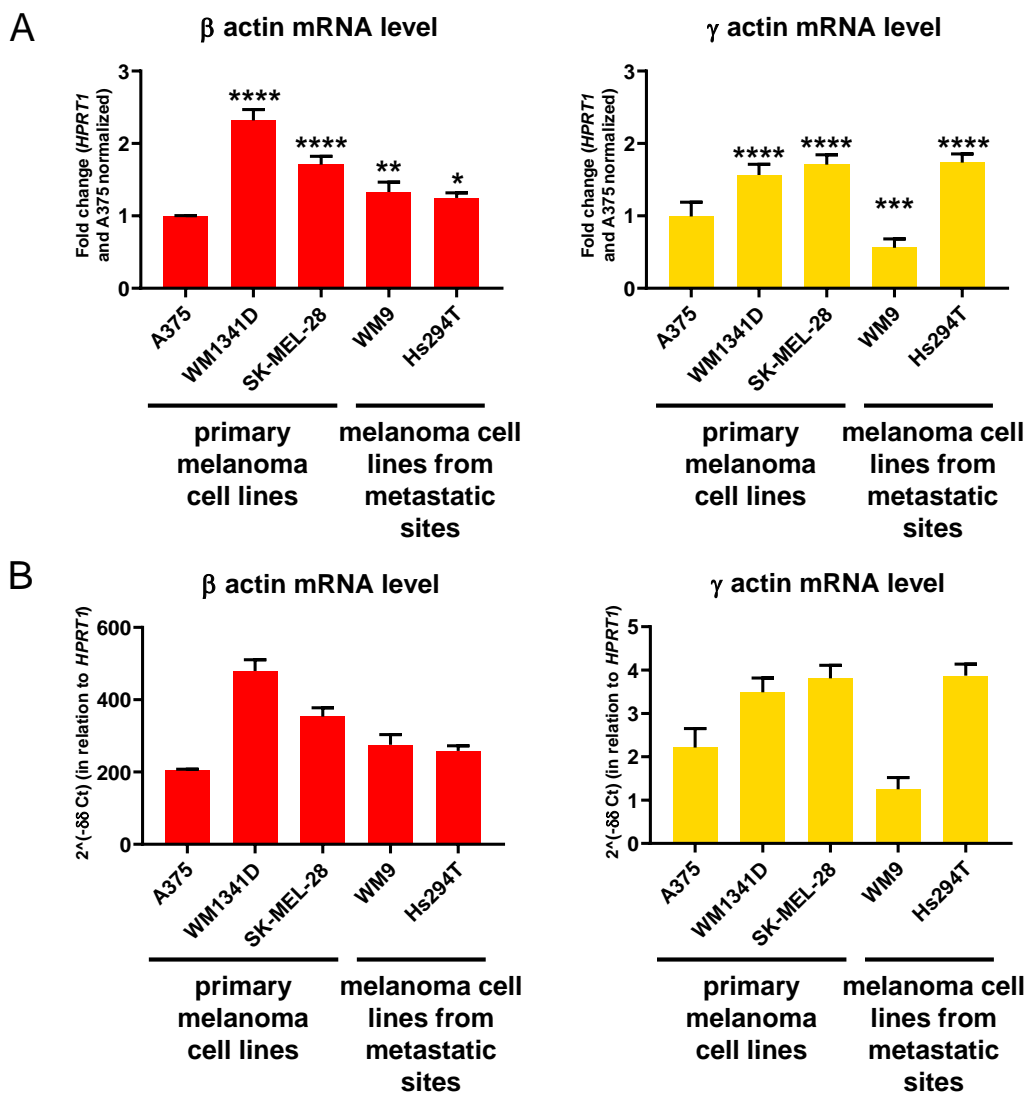 A
β actin mRNA level
Fold change (HPRT1
and A375 normalized)
3
2
1
0
****
****
**
*
A375
WM1341D
SK-MEL-28
WM9
Hs294T
primary
melanoma
cell lines
melanoma cell
lines from
metastatic
sites
γ actin mRNA level
Fold change (HPRT1
and A375 normalized)
3
2
1
0
****
****
***
****
A375
WM1341D
SK-MEL-28
WM9
Hs294T
primary
melanoma
cell lines
melanoma cell
lines from
metastatic
sites
B
β actin mRNA level
2^(-δδ Ct) (in relation to HPRT1)
600
400
200
0
A375
WM1341D
SK-MEL-28
WM9
Hs294T
primary
melanoma
cell lines
melanoma cell
lines from
metastatic
sites
γ actin mRNA level
2^(-δδ Ct) (in relation to HPRT1)
5
4
3
2
1
0
A375
WM1341D
SK-MEL-28
WM9
Hs294T
primary
melanoma
cell lines
melanoma cell
lines from
metastatic
sites